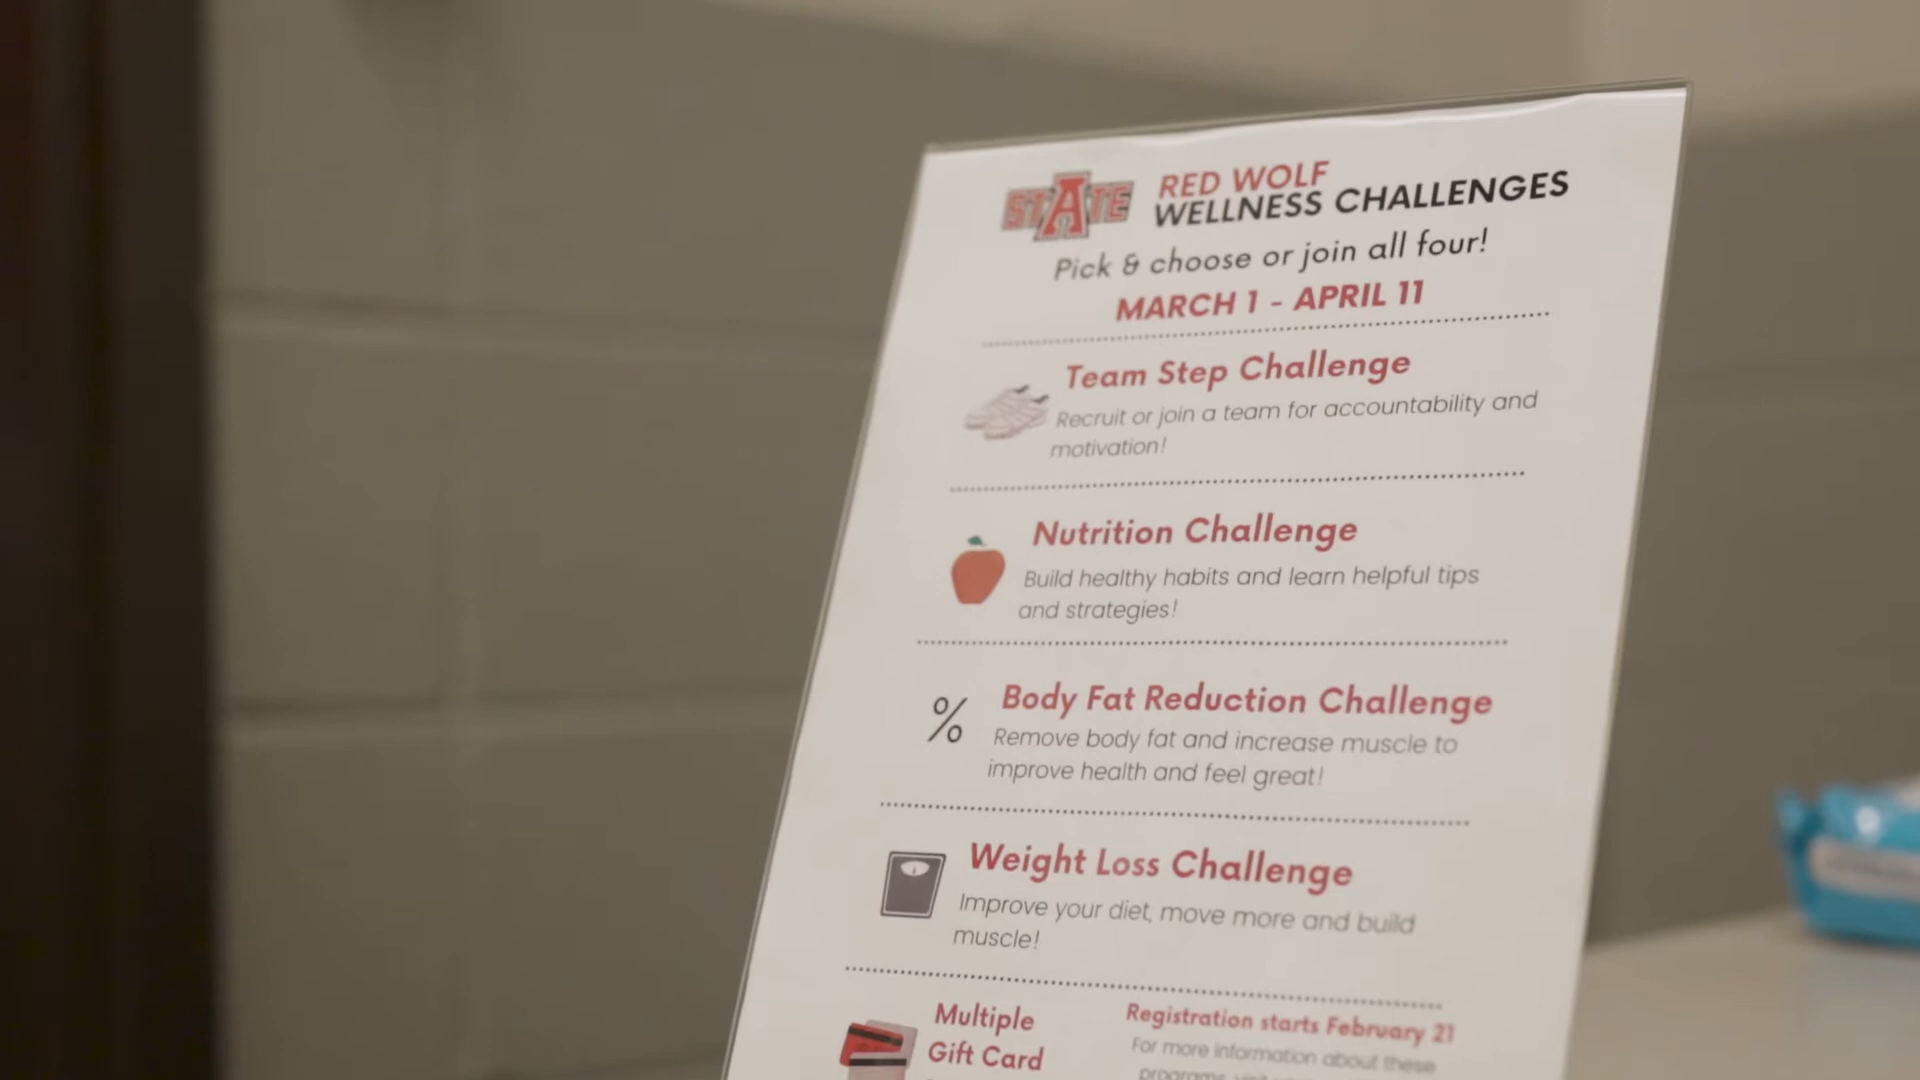 STATE
RED WOLF
WELLNESS CHALLENGES
Pick & choose or join all four!
MARCH 1 - APRIL 11
Team Step Challenge
Recruit or join a team for accountability and
motivation!
Nutrition Challenge
Build healthy habits and learn helpful tips
and strategies!
%
Body Fat Reduction Challenge
Remove body fat and increase muscle to
improve health and feel great!
Weight Loss Challenge
Improve your diet, move more and build
muscle!
Multiple
Gift Card
Registration starts February 21
For more information about these
programs, visit